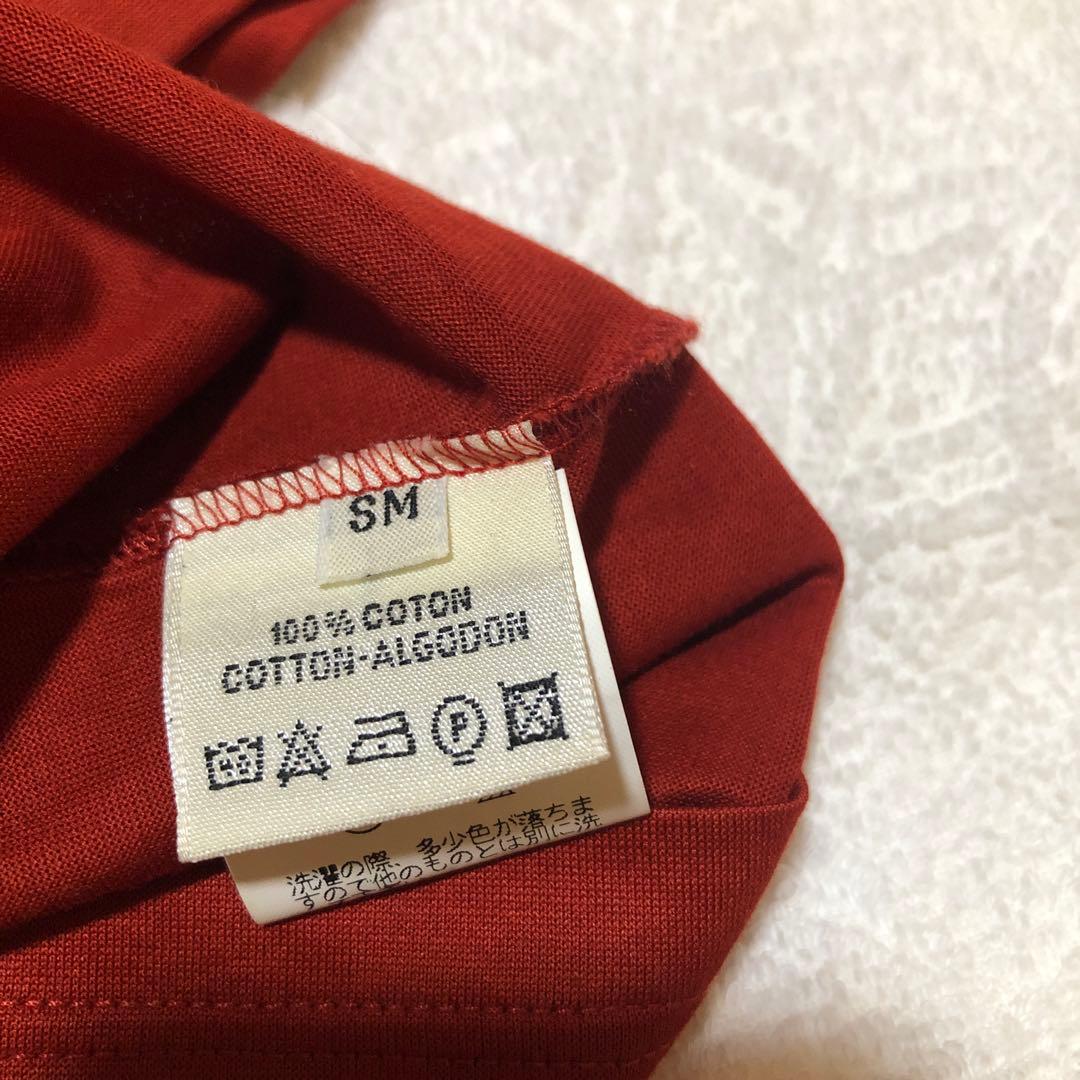 SM
100% COTON
COTTON-ALGODON
40
P
洗濯の際、多少色が落ちま
すので他のものとは別に洗